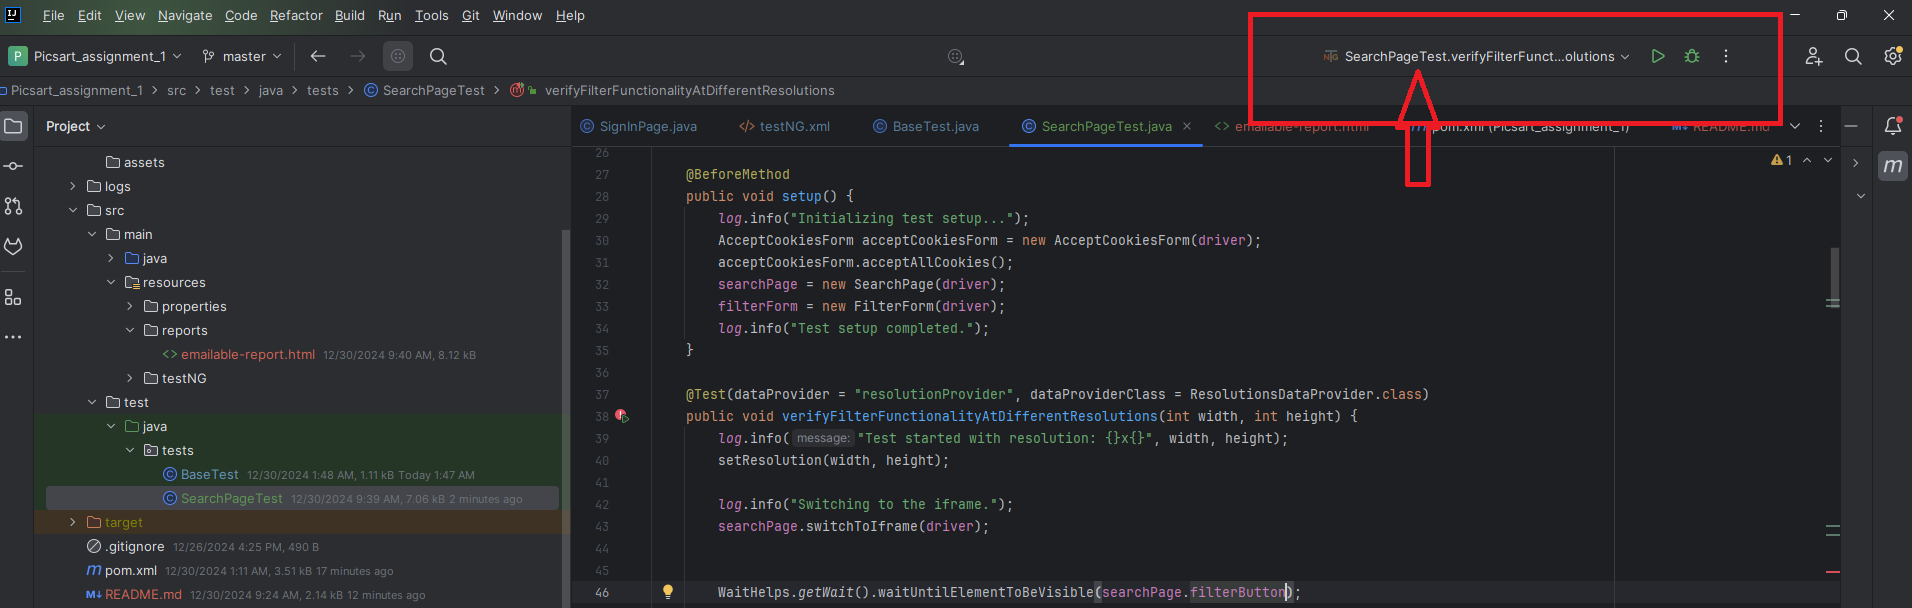 File Edit View Navigate Code Refactor Build Run Tools Git Window Help
P Picsart_assignment_1 master SearchPageTest.verifyFilterFunct...olutions
Picsart_assignment_1 > src > test > java > tests > SearchPageTest > verifyFilterFunctionalityAtDifferentResolutions
Project
SignInPage.java testNG.xml BaseTest.java SearchPageTest.java emailable-report.html pom.xml (Picsart_assignment_1) README.md
assets
logs
src
main
java
resources
properties
reports
emailable-report.html 12/30/2024 9:40 AM, 8.12 kB
testNG
test
java
tests
BaseTest 12/30/2024 1:48 AM, 1.11 kB Today 1:47 AM
SearchPageTest 12/30/2024 9:39 AM, 7.06 kB 2 minutes ago
target
.gitignore 12/26/2024 4:25 PM, 490 B
pom.xml 12/30/2024 1:11 AM, 3.51 kB 17 minutes ago
README.md 12/30/2024 9:24 AM, 2.14 kB 12 minutes ago
1
26
27 @BeforeMethod
28 public void setup() {
29 log.info("Initializing test setup...");
30 AcceptCookiesForm acceptCookiesForm = new AcceptCookiesForm(driver);
31 acceptCookiesForm.acceptAllCookies();
32 searchPage = new SearchPage(driver);
33 filterForm = new FilterForm(driver);
34 log.info("Test setup completed.");
35 }
36
37 @Test(dataProvider = "resolutionProvider", dataProviderClass = ResolutionsDataProvider.class)
38 public void verifyFilterFunctionalityAtDifferentResolutions(int width, int height) {
39 log.info( message: "Test started with resolution: {}x{}", width, height);
40 setResolution(width, height);
41
42 log.info("Switching to the iframe.");
43 searchPage.switchToIframe(driver);
44
45
46 WaitHelps.getWait().waitUntilElementToBeVisible(searchPage.filterButton);